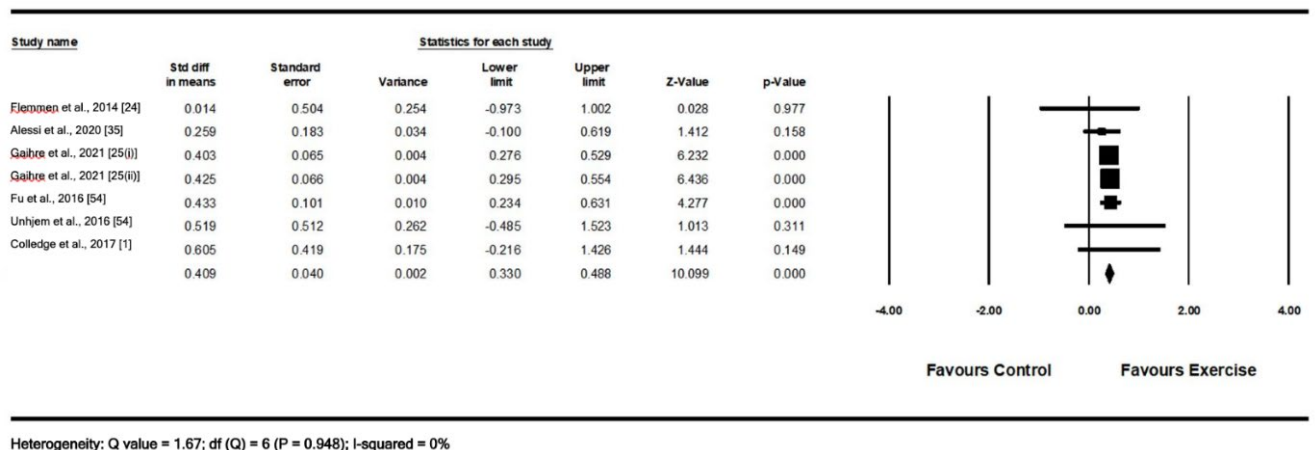 Study name Statistics for each study
Std diff in means Standard error Variance Lower limit Upper limit Z-Value p-Value
Flemmen et al., 2014 [24] 0.014 0.504 0.254 -0.973 1.002 0.028 0.977
Alessi et al., 2020 [35] 0.259 0.183 0.034 -0.100 0.619 1.412 0.158
Gaihre et al., 2021 [25(i)] 0.403 0.065 0.004 0.276 0.529 6.232 0.000
Gaihre et al., 2021 [25(ii)] 0.425 0.066 0.004 0.295 0.554 6.436 0.000
Fu et al., 2016 [54] 0.433 0.101 0.010 0.234 0.631 4.277 0.000
Unhjem et al., 2016 [54] 0.519 0.512 0.262 -0.485 1.523 1.013 0.311
Colledge et al., 2017 [1] 0.605 0.419 0.175 -0.216 1.426 1.444 0.149
0.409 0.040 0.002 0.330 0.488 10.099 0.000
-4.00 -2.00 0.00 2.00 4.00
Favours Control Favours Exercise
Heterogeneity: Q value = 1.67; df (Q) = 6 (P = 0.948); I-squared = 0%